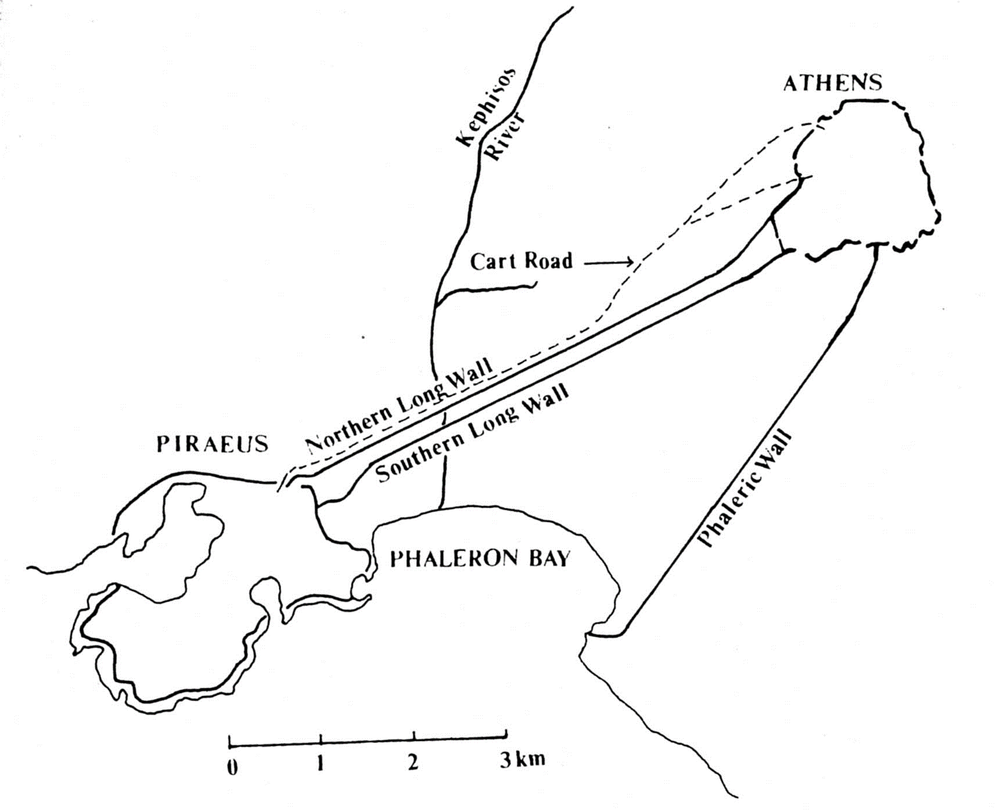 ATHENS
Kephisos
River
Cart Road
Northern Long Wall
Southern Long Wall
PIRAEUS
Phaleric Wall
PHALERON BAY
0 1 2 3 km